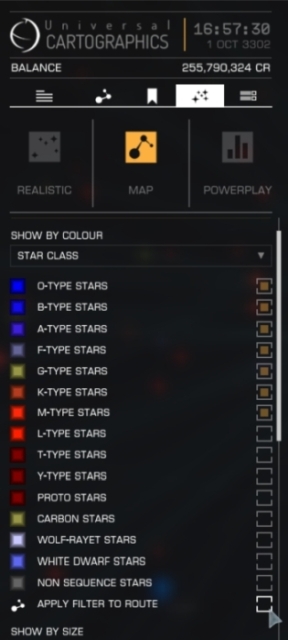 Universal
CARTOGRAPHICS
16:57:30
1 OCT 3302
BALANCE 255,790,324 CR
REALISTIC MAP POWERPLAY
SHOW BY COLOUR
STAR CLASS
O-TYPE STARS
B-TYPE STARS
A-TYPE STARS
F-TYPE STARS
G-TYPE STARS
K-TYPE STARS
M-TYPE STARS
L-TYPE STARS
T-TYPE STARS
Y-TYPE STARS
PROTO STARS
CARBON STARS
WOLF-RAYET STARS
WHITE DWARF STARS
NON SEQUENCE STARS
APPLY FILTER TO ROUTE
SHOW BY SIZE